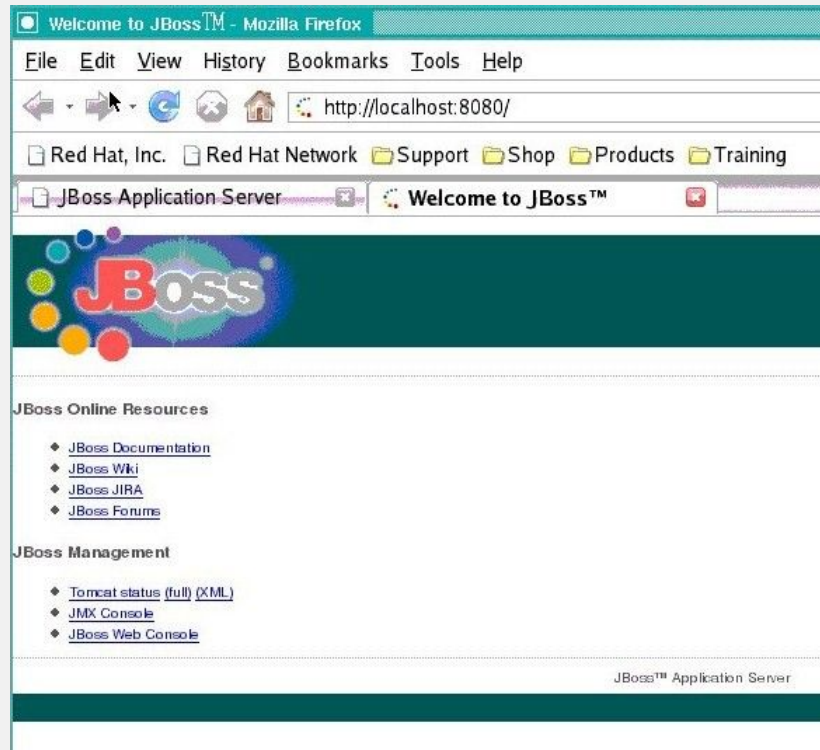 Welcome to JBoss™ - Mozilla Firefox
File Edit View History Bookmarks Tools Help
http://localhost:8080/
Red Hat, Inc. Red Hat Network Support Shop Products Training
JBoss Application Server Welcome to JBoss™
JBoss
JBoss Online Resources
JBoss Documentation
JBoss Wiki
JBoss JIRA
JBoss Forums
JBoss Management
Tomcat status (full) (XML)
JMX Console
JBoss Web Console
JBoss™ Application Server